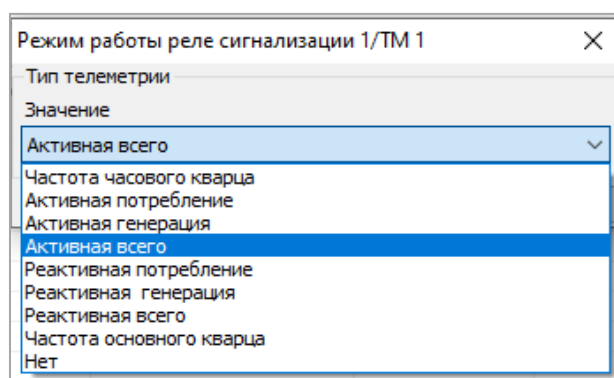 Режим работы реле сигнализации 1/ТМ 1
Тип телеметрии
Значение
Активная всего
Частота часового кварца
Активная потребление
Активная генерация
Активная всего
Реактивная потребление
Реактивная  генерация
Реактивная всего
Частота основного кварца
Нет